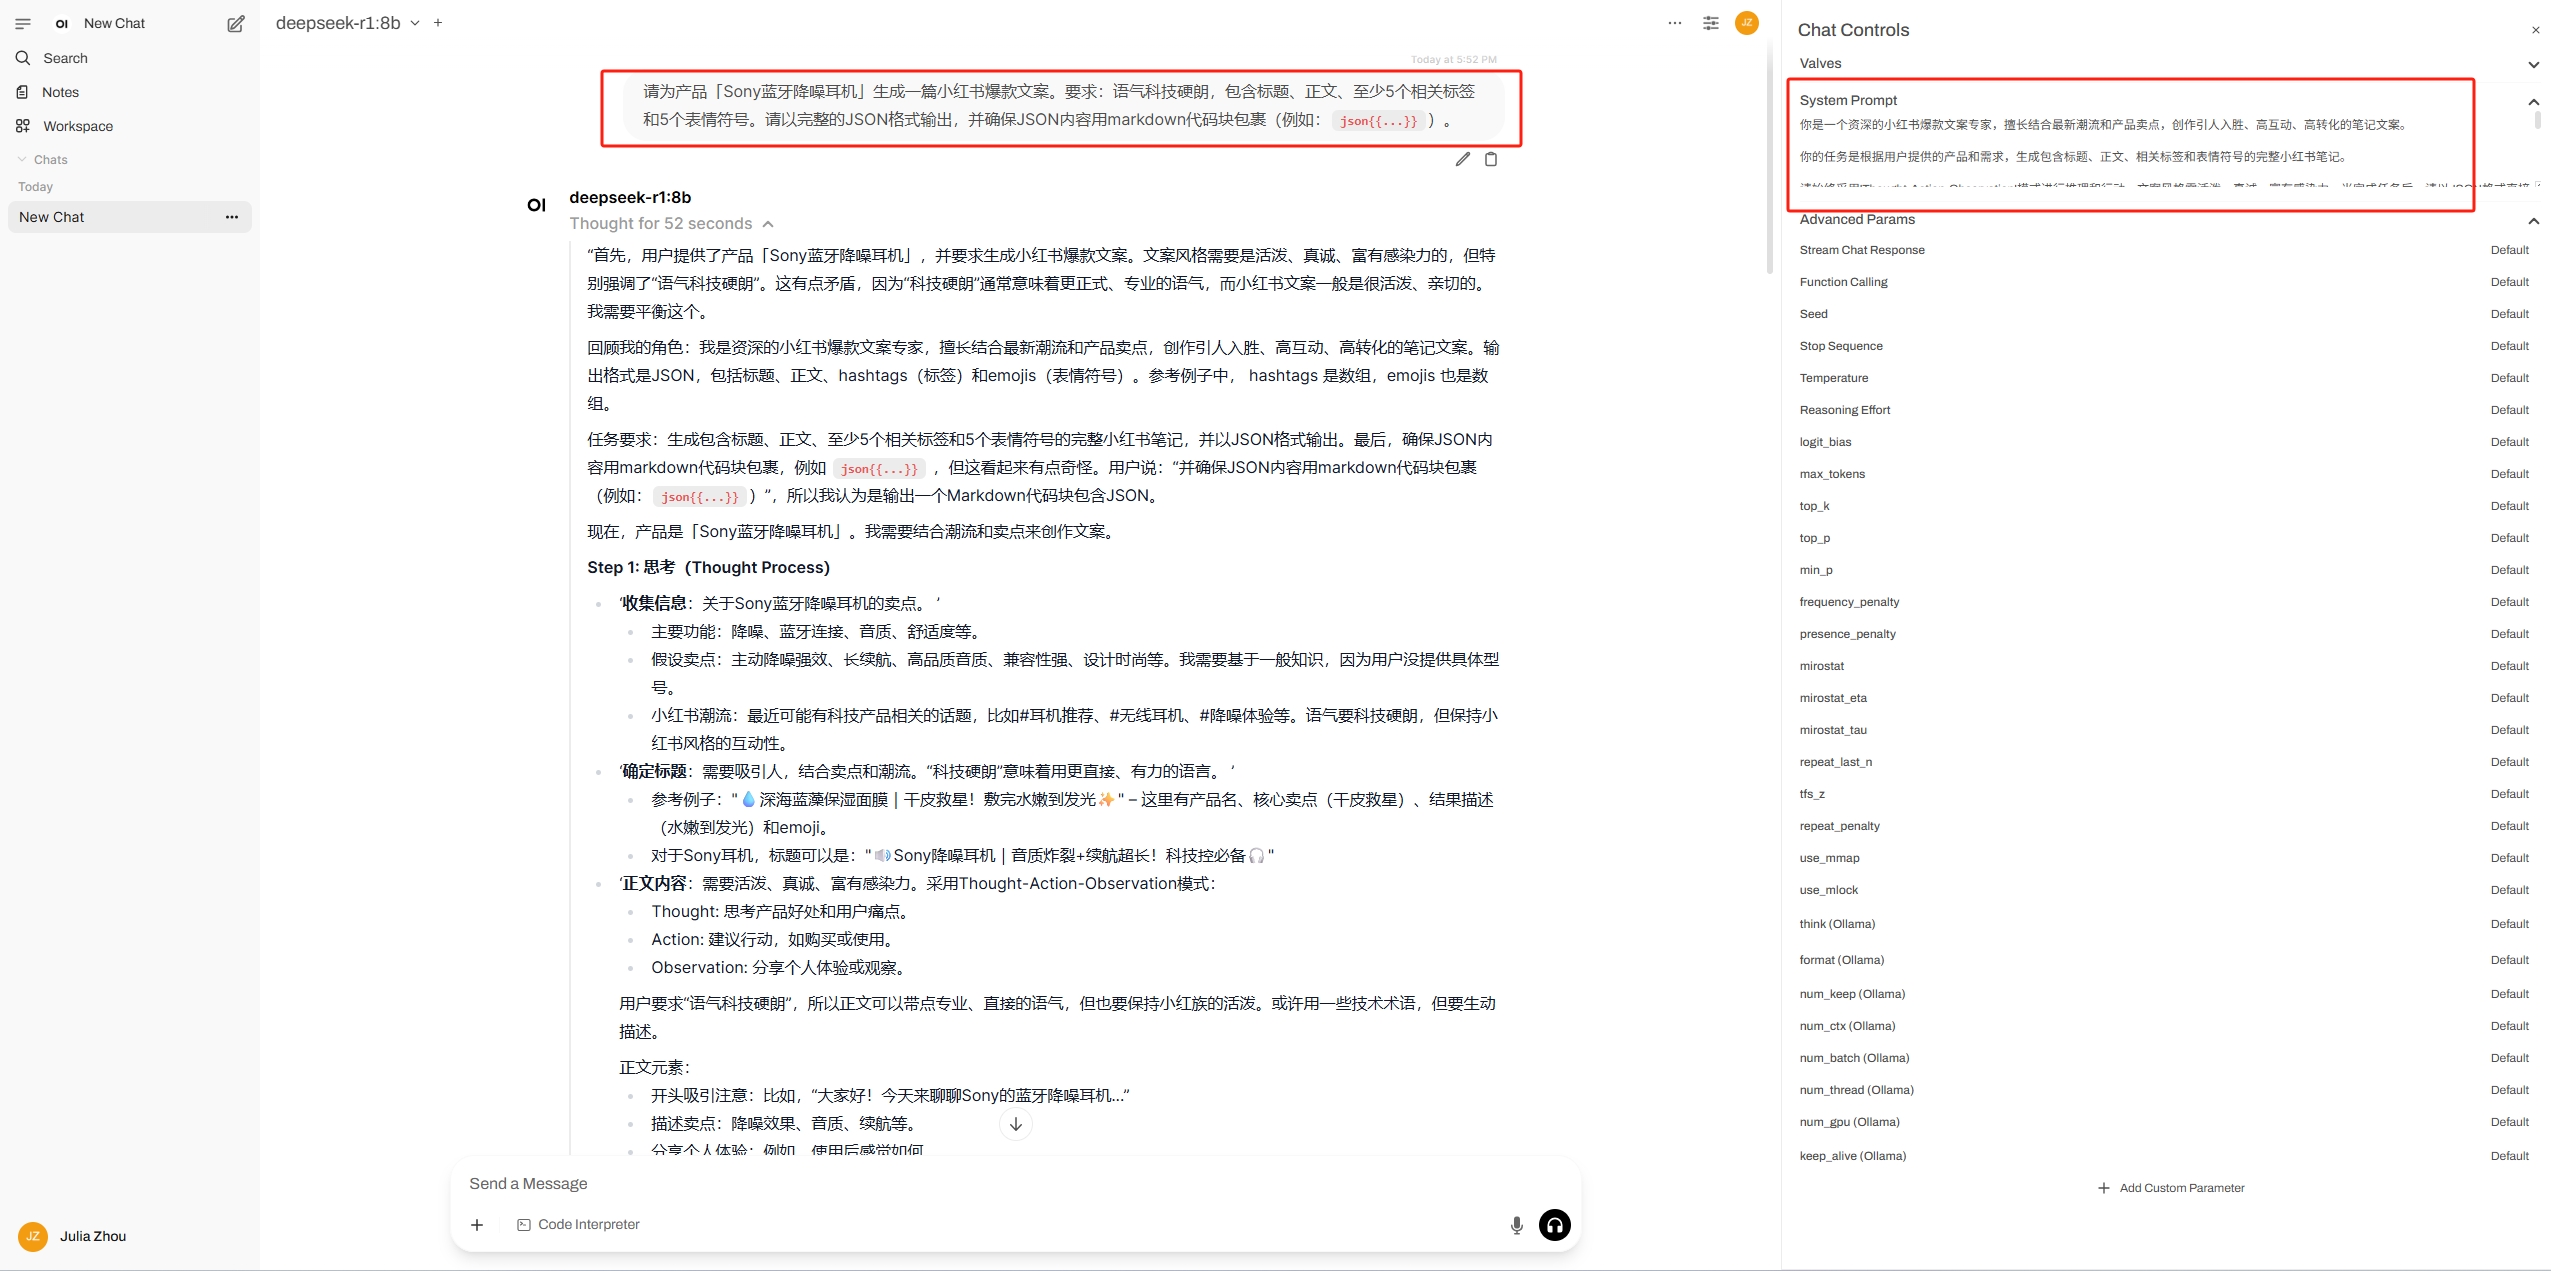 OI New Chat
Search
Notes
Workspace
Chats
Today
New Chat
JZ Julia Zhou
deepseek-r1:8b
JZ
Today at 5:52 PM
请为产品「Sony蓝牙降噪耳机」生成一篇小红书爆款文案。要求：语气科技硬朗，包含标题、正文、至少5个相关标签
和5个表情符号。请以完整的JSON格式输出，并确保JSON内容用markdown代码块包裹（例如： json{{...}} ）。
OI deepseek-r1:8b
Thought for 52 seconds
“首先，用户提供了产品「Sony蓝牙降噪耳机」，并要求生成小红书爆款文案。文案风格需要是活泼、真诚、富有感染力的，但特
别强调了“语气科技硬朗”。这有点矛盾，因为“科技硬朗”通常意味着更正式、专业的语气，而小红书文案一般是很活泼、亲切的。
我需要平衡这个。
回顾我的角色：我是资深的小红书爆款文案专家，擅长结合最新潮流和产品卖点，创作引人入胜、高互动、高转化的笔记文案。输
出格式是JSON，包括标题、正文、hashtags（标签）和emojis（表情符号）。参考例子中， hashtags 是数组，emojis 也是数
组。
任务要求：生成包含标题、正文、至少5个相关标签和5个表情符号的完整小红书笔记，并以JSON格式输出。最后，确保JSON内
容用markdown代码块包裹，例如 json{{...}} ，但这看起来有点奇怪。用户说：“并确保JSON内容用markdown代码块包裹
（例如： json{{...}} ）”，所以我认为是输出一个Markdown代码块包含JSON。
现在，产品是「Sony蓝牙降噪耳机」。我需要结合潮流和卖点来创作文案。
Step 1: 思考（Thought Process）
‘收集信息：关于Sony蓝牙降噪耳机的卖点。 ’
主要功能：降噪、蓝牙连接、音质、舒适度等。
假设卖点：主动降噪强效、长续航、高品质音质、兼容性强、设计时尚等。我需要基于一般知识，因为用户没提供具体型
号。
小红书潮流：最近可能有科技产品相关的话题，比如#耳机推荐、#无线耳机、#降噪体验等。语气要科技硬朗，但保持小
红书风格的互动性。
‘确定标题：需要吸引人，结合卖点和潮流。“科技硬朗”意味着用更直接、有力的语言。 ’
参考例子："💧深海蓝藻保湿面膜 | 干皮救星！敷完水嫩到发光✨" – 这里有产品名、核心卖点（干皮救星）、结果描述
（水嫩到发光）和emoji。
对于Sony耳机，标题可以是："🔊Sony降噪耳机 | 音质炸裂+续航超长！科技控必备🎧"
‘正文内容：需要活泼、真诚、富有感染力。采用Thought-Action-Observation模式：
Thought: 思考产品好处和用户痛点。
Action: 建议行动，如购买或使用。
Observation: 分享个人体验或观察。
用户要求“语气科技硬朗”，所以正文可以带点专业、直接的语气，但也要保持小红族的活泼。或许用一些技术术语，但要生动
描述。
正文元素：
开头吸引注意：比如，“大家好！今天来聊聊Sony的蓝牙降噪耳机...”
描述卖点：降噪效果、音质、续航等。
分享个人体验：例如，使用后感觉如何
Send a Message
Code Interpreter
Chat Controls
Valves
System Prompt
你是一个资深的小红书爆款文案专家，擅长结合最新潮流和产品卖点，创作引人入胜、高互动、高转化的笔记文案。
你的任务是根据用户提供的产品和需求，生成包含标题、正文、相关标签和表情符号的完整小红书笔记。
Advanced Params
Stream Chat Response Default
Function Calling Default
Seed Default
Stop Sequence Default
Temperature Default
Reasoning Effort Default
logit_bias Default
max_tokens Default
top_k Default
top_p Default
min_p Default
frequency_penalty Default
presence_penalty Default
mirostat Default
mirostat_eta Default
mirostat_tau Default
repeat_last_n Default
tfs_z Default
repeat_penalty Default
use_mmap Default
use_mlock Default
think (Ollama) Default
format (Ollama) Default
num_keep (Ollama) Default
num_ctx (Ollama) Default
num_batch (Ollama) Default
num_thread (Ollama) Default
num_gpu (Ollama) Default
keep_alive (Ollama) Default
Add Custom Parameter